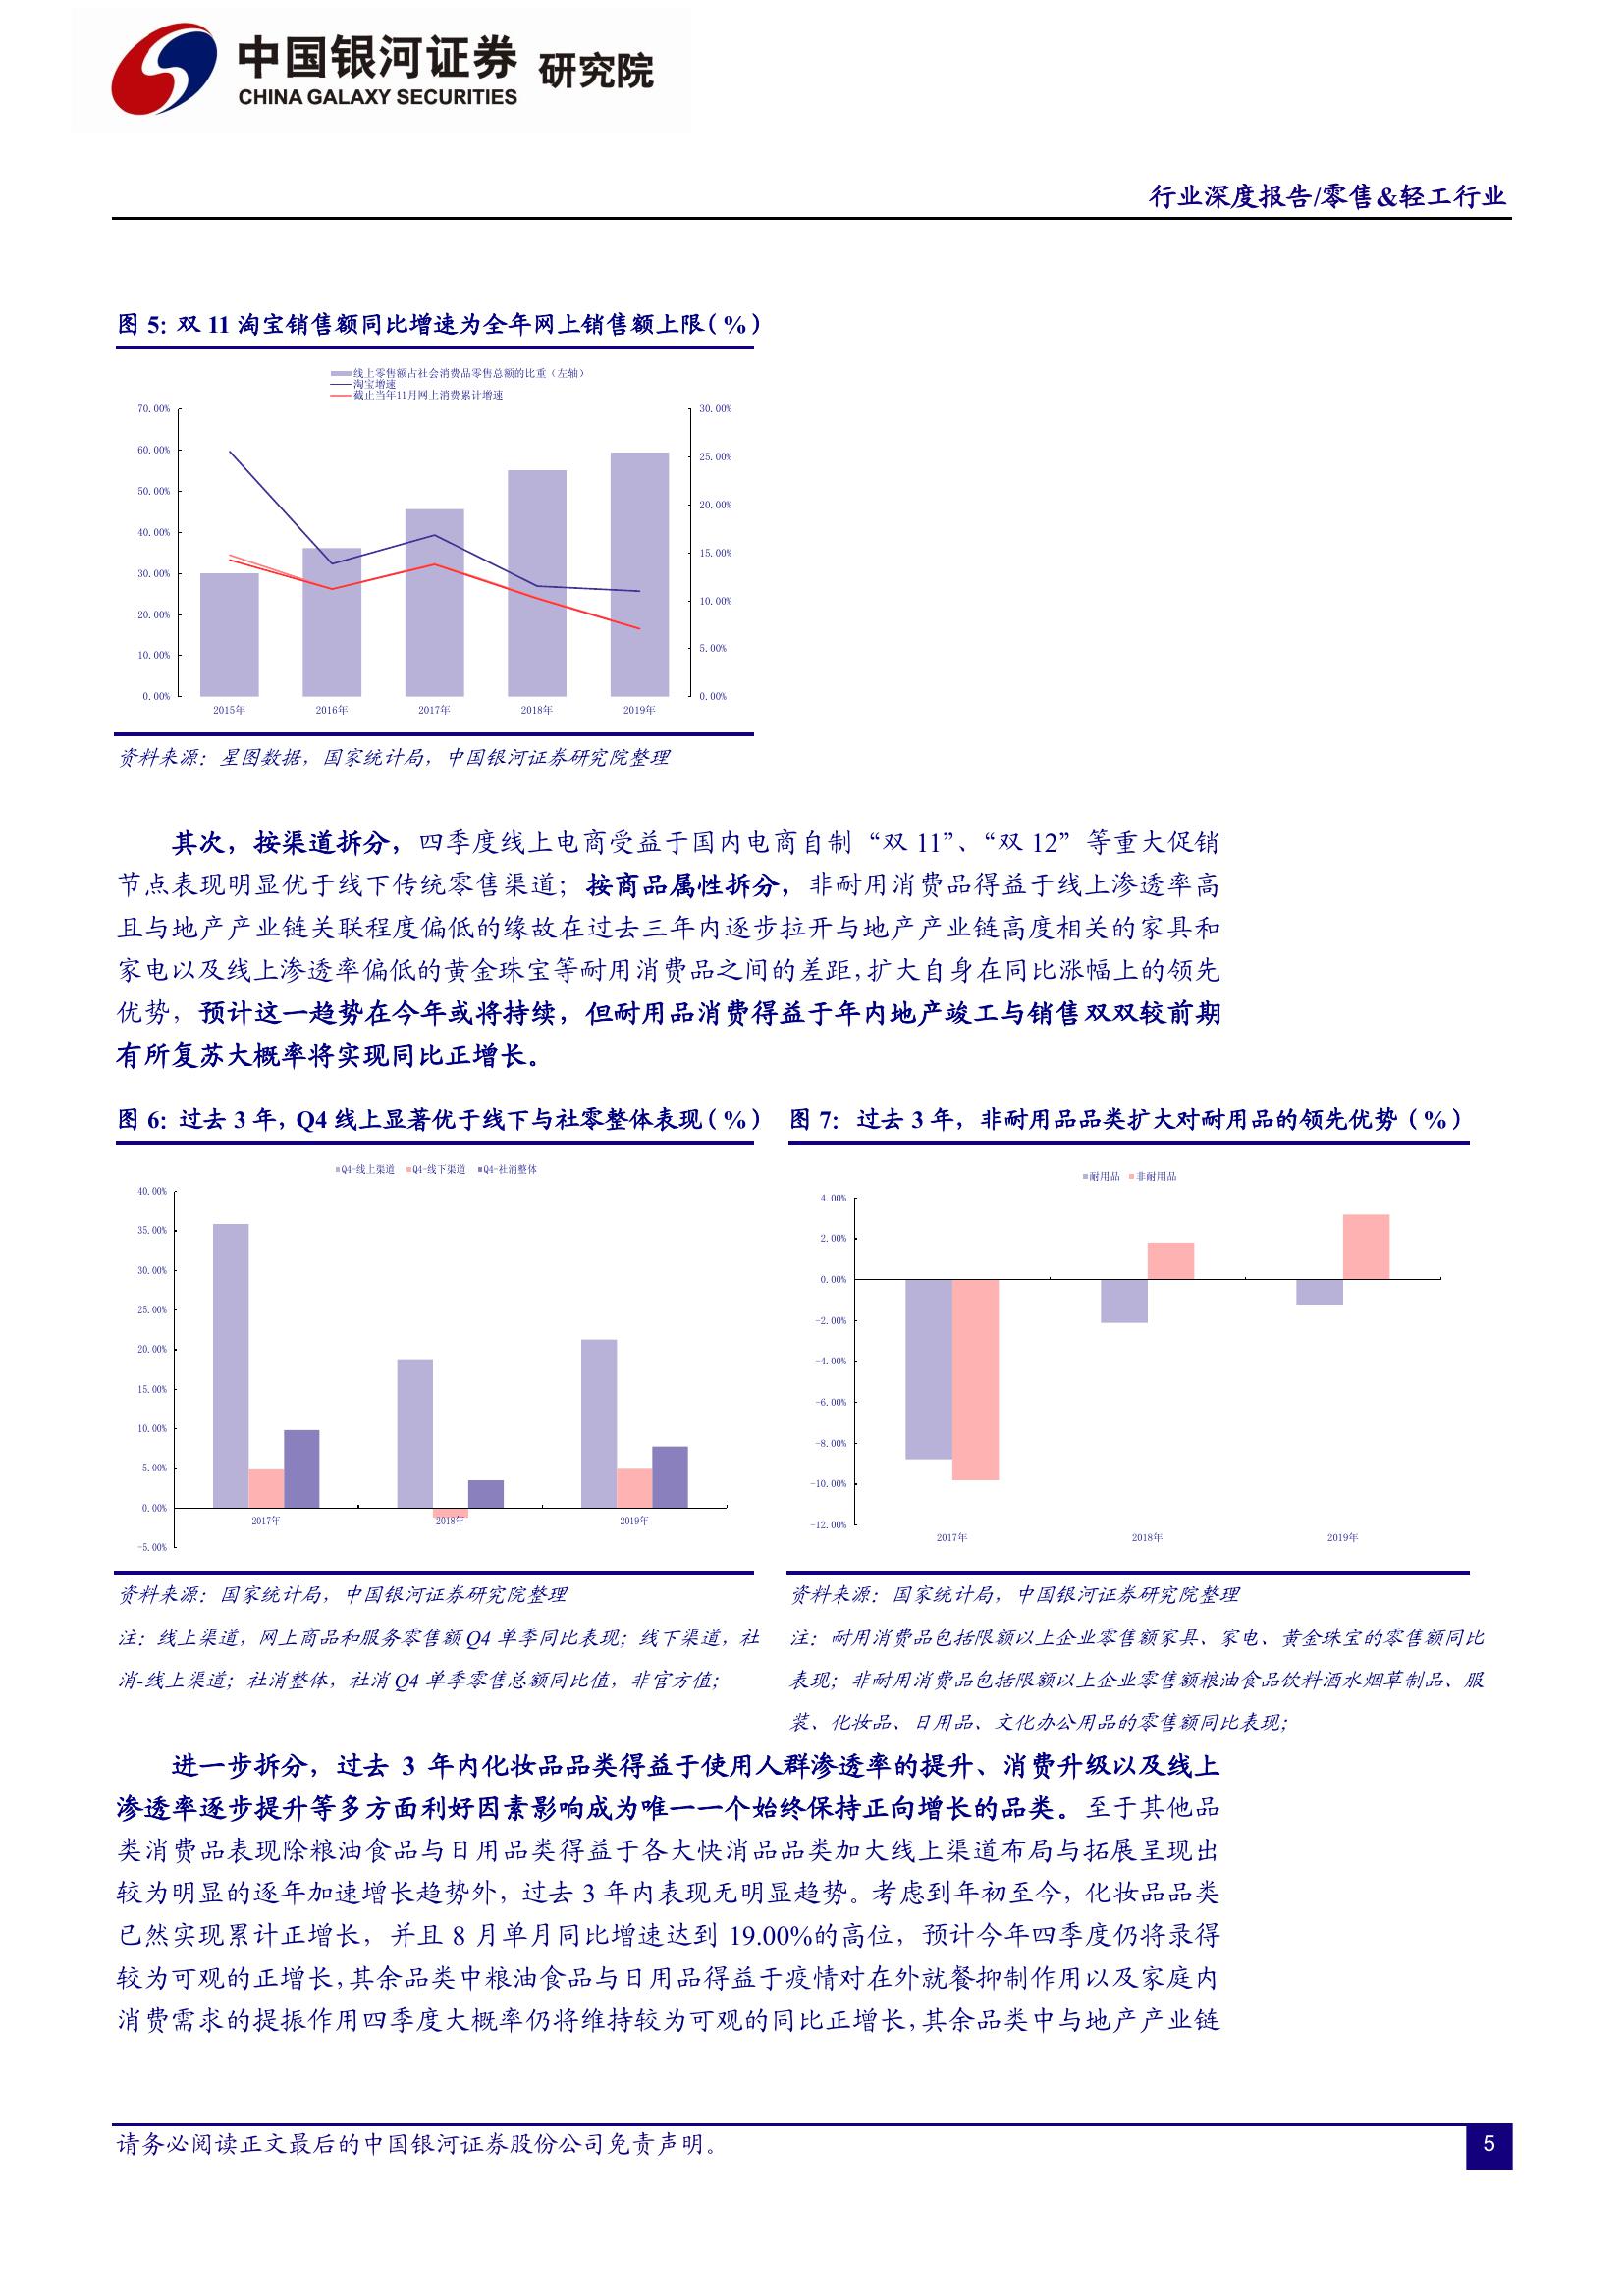 中国银河证券 研究院
CHINA GALAXY SECURITIES
行业深度报告/零售&轻工行业
图 5: 双 11 淘宝销售额同比增速为全年网上销售额上限（%）
线上零售额占社会消费品零售总额的比重（左轴）
淘宝增速
截止当年11月网上消费累计增速
70.00%
60.00%
50.00%
40.00%
30.00%
20.00%
10.00%
0.00%
30.00%
25.00%
20.00%
15.00%
10.00%
5.00%
0.00%
2015年 2016年 2017年 2018年 2019年
资料来源：星图数据，国家统计局，中国银河证券研究院整理
其次，按渠道拆分，四季度线上电商受益于国内电商自制“双 11”、“双 12” 等重大促销
节点表现明显优于线下传统零售渠道；按商品属性拆分，非耐用消费品得益于线上渗透率高
且与地产产业链关联程度偏低的缘故在过去三年内逐步拉开与地产产业链高度相关的家具和
家电以及线上渗透率偏低的黄金珠宝等耐用消费品之间的差距，扩大自身在同比涨幅上的领先
优势，预计这一趋势在今年或将持续，但耐用品消费得益于年内地产竣工与销售双双较前期
有所复苏大概率将实现同比正增长。
图 6: 过去 3 年，Q4 线上显著优于线下与社零整体表现（%）
Q4-线上渠道 Q4-线下渠道 Q4-社消整体
40.00%
35.00%
30.00%
25.00%
20.00%
15.00%
10.00%
5.00%
0.00%
-5.00%
2017年 2018年 2019年
资料来源：国家统计局，中国银河证券研究院整理
注：线上渠道，网上商品和服务零售额 Q4 单季同比表现；线下渠道，社
消-线上渠道；社消整体，社消 Q4 单季零售总额同比值，非官方值；
图 7: 过去 3 年，非耐用品品类扩大对耐用品的领先优势（%）
耐用品 非耐用品
4.00%
2.00%
0.00%
-2.00%
-4.00%
-6.00%
-8.00%
-10.00%
-12.00%
2017年 2018年 2019年
资料来源：国家统计局，中国银河证券研究院整理
注：耐用消费品包括限额以上企业零售额家具、家电、黄金珠宝的零售额同比
表现；非耐用消费品包括限额以上企业零售额粮油食品饮料酒水烟草制品、服
装、化妆品、日用品、文化办公用品的零售额同比表现；
进一步拆分，过去 3 年内化妆品品类得益于使用人群渗透率的提升、消费升级以及线上
渗透率逐步提升等多方面利好因素影响成为唯一一个始终保持正向增长的品类。至于其他品
类消费品表现除粮油食品与日用品类得益于各大快消品品类加大线上渠道布局与拓展呈现出
较为明显的逐年加速增长趋势外，过去 3 年内表现无明显趋势。考虑到年初至今，化妆品品类
已然实现累计正增长，并且 8 月单月同比增速达到 19.00%的高位，预计今年四季度仍将录得
较为可观的正增长，其余品类中粮油食品与日用品得益于疫情对在外就餐抑制作用以及家庭内
消费需求的提振作用四季度大概率仍将维持较为可观的同比正增长，其余品类中与地产产业链
请务必阅读正文最后的中国银河证券股份公司免责声明。
5